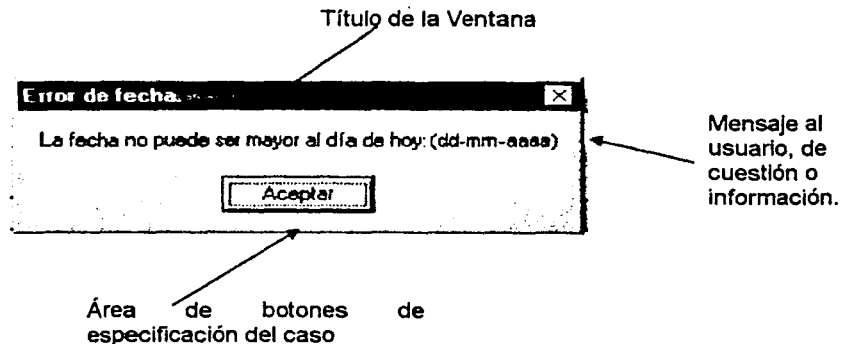 Título de la Ventana
Error de fecha.
La fecha no puede ser mayor al día de hoy: (dd-mm-aaaa)
Aceptar
Mensaje al
usuario, de
cuestión o
información.
Área de botones de
especificación del caso